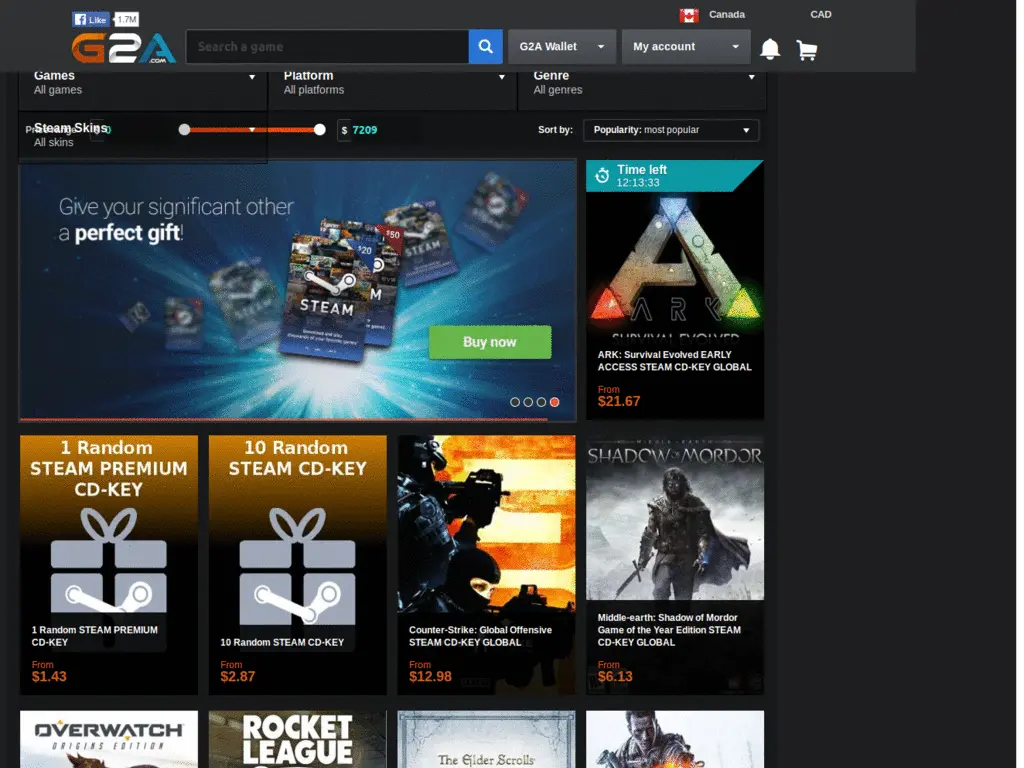 Like 1.7M
Canada CAD
G2A.COM
Search a game
G2A Wallet
My account
Games
All games
Platform
All platforms
Genre
All genres
Steam Skins
All skins
$ 0
$ 7209
Sort by:
Popularity: most popular
Give your significant other
a perfect gift!
$20
$50
STEAM
STEAM
Buy now
Time left
12:13:33
ARK
SURVIVAL EVOLVED
ARK: Survival Evolved EARLY
ACCESS STEAM CD-KEY GLOBAL
From
$21.67
1 Random
STEAM PREMIUM
CD-KEY
1 Random STEAM PREMIUM
CD-KEY
From
$1.43
10 Random
STEAM CD-KEY
10 Random STEAM CD-KEY
From
$2.87
Counter-Strike: Global Offensive
STEAM CD-KEY GLOBAL
From
$12.98
MIDDLE-EARTH
SHADOW OF MORDOR
Middle-earth: Shadow of Mordor
Game of the Year Edition STEAM
CD-KEY GLOBAL
From
$6.13
OVERWATCH
ORIGINS EDITION
ROCKET
LEAGUE
The Elder Scrolls